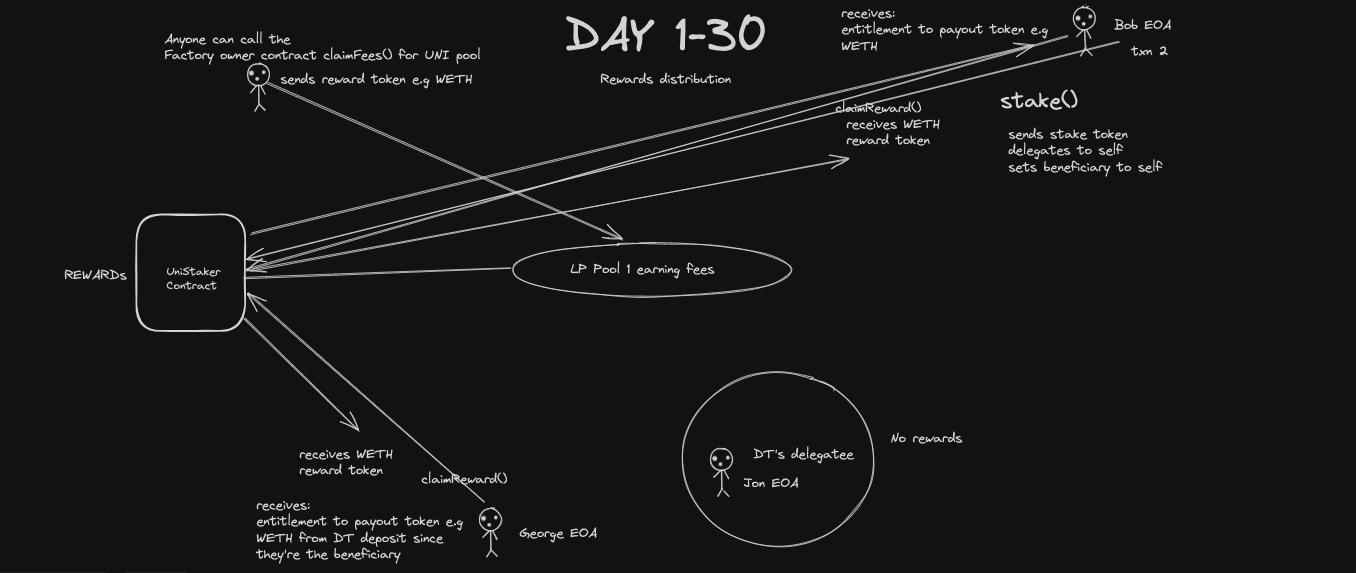 DAY 1-30
Rewards distribution
Anyone can call the
Factory owner contract claimFees() for UNI pool
sends reward token e.g WETH
receives:
entitlement to payout token e.g
WETH
Bob EOA
txn 2
stake()
sends stake token
delegates to self
sets beneficiary to self
claimReward()
receives WETH
reward token
REWARDs
UniStaker
Contract
LP Pool 1 earning fees
receives WETH
reward token
claimReward()
receives:
entitlement to payout token e.g
WETH from DT deposit since
they're the beneficiary
George EOA
DT's delegatee
Jon EOA
No rewards